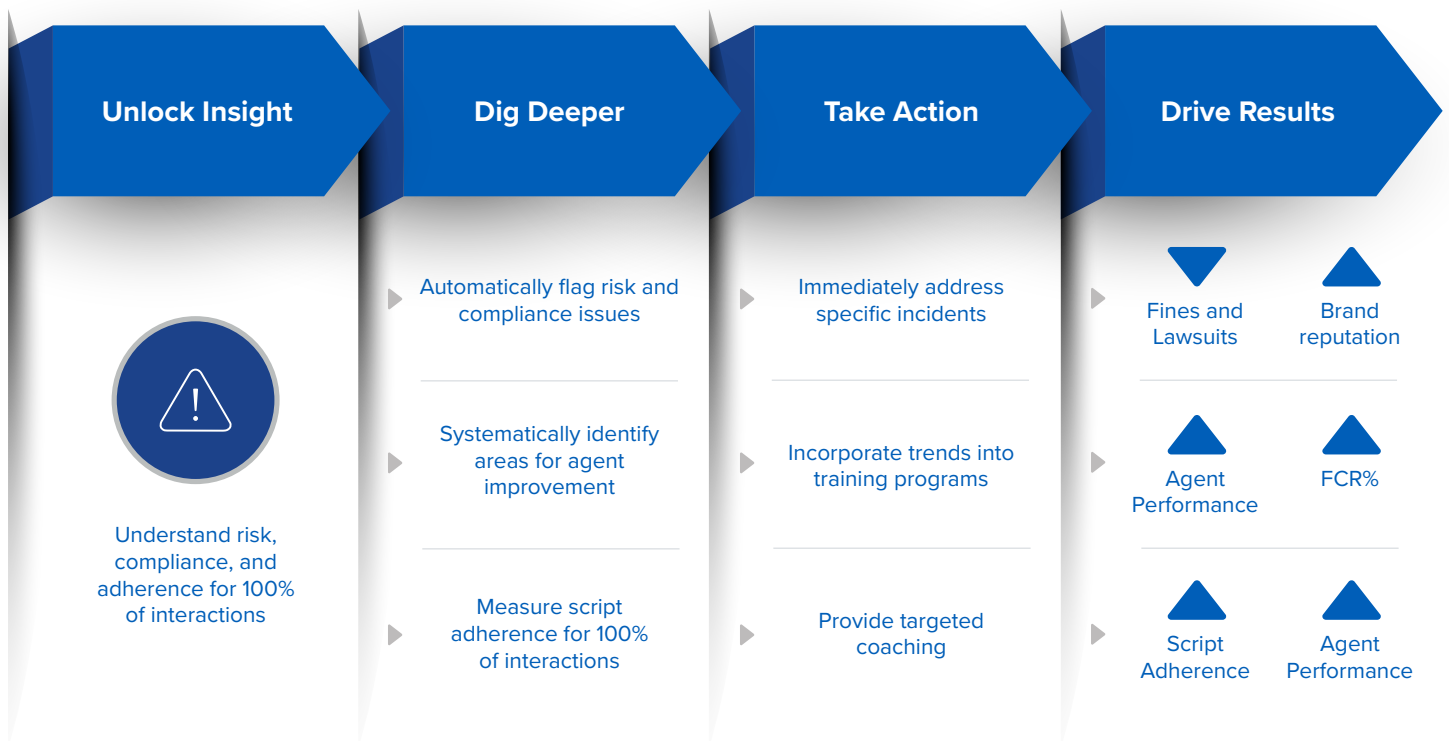 Unlock Insight
Dig Deeper
Take Action
Drive Results
Understand risk,
compliance, and
adherence for 100%
of interactions
Automatically flag risk and
compliance issues
Systematically identify
areas for agent
improvement
Measure script
adherence for 100%
of interactions
Immediately address
specific incidents
Incorporate trends into
training programs
Provide targeted
coaching
Fines and
Lawsuits
Brand
reputation
Agent
Performance
FCR%
Script
Adherence
Agent
Performance